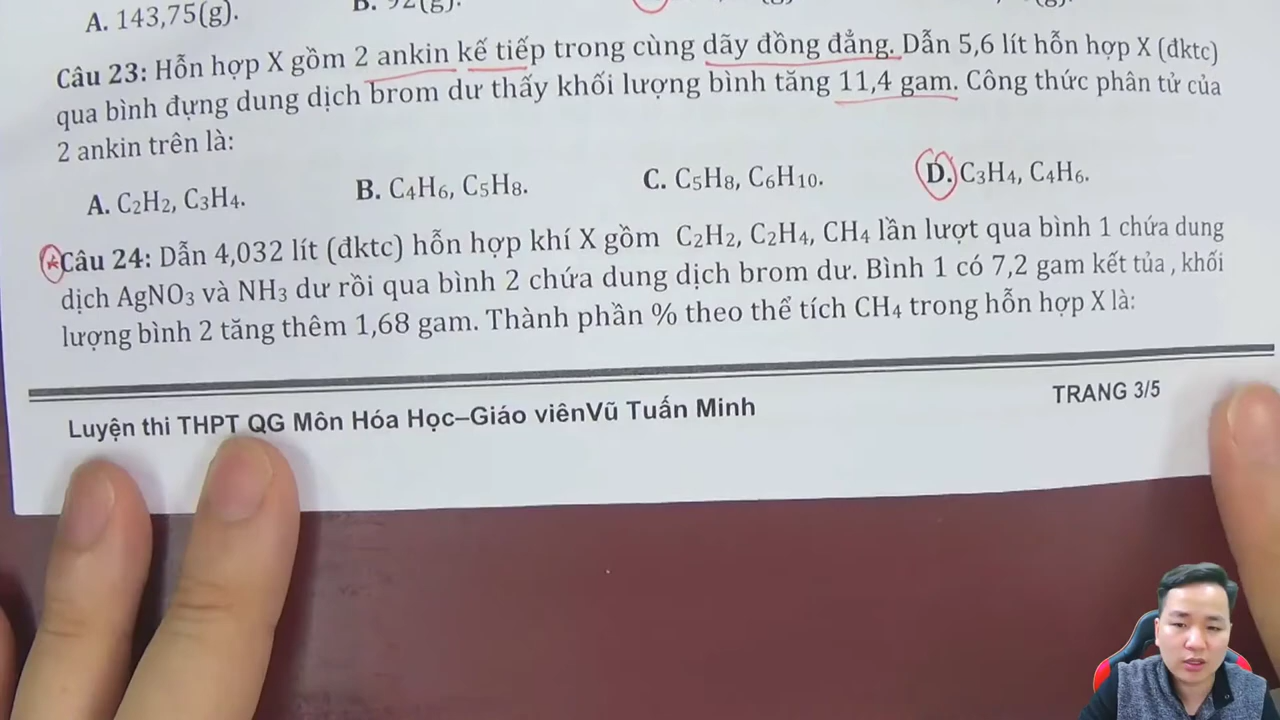 A. 143,75(g).
B. 92(g).
Câu 23: Hỗn hợp X gồm 2 ankin kế tiếp trong cùng dãy đồng đẳng. Dẫn 5,6 lít hỗn hợp X (đktc)
qua bình đựng dung dịch brom dư thấy khối lượng bình tăng 11,4 gam. Công thức phân tử của
2 ankin trên là:
A. C₂H₂, C₃H₄. B. C₄H₆, C₅H₈. C. C₅H₈, C₆H₁₀. D. C₃H₄, C₄H₆.
Câu 24: Dẫn 4,032 lít (đktc) hỗn hợp khí X gồm C₂H₂, C₂H₄, CH₄ lần lượt qua bình 1 chứa dung
dịch AgNO₃ và NH₃ dư rồi qua bình 2 chứa dung dịch brom dư. Bình 1 có 7,2 gam kết tủa , khối
lượng bình 2 tăng thêm 1,68 gam. Thành phần % theo thể tích CH₄ trong hỗn hợp X là:
Luyện thi THPT QG Môn Hóa Học–Giáo viênVũ Tuấn Minh
TRANG 3/5